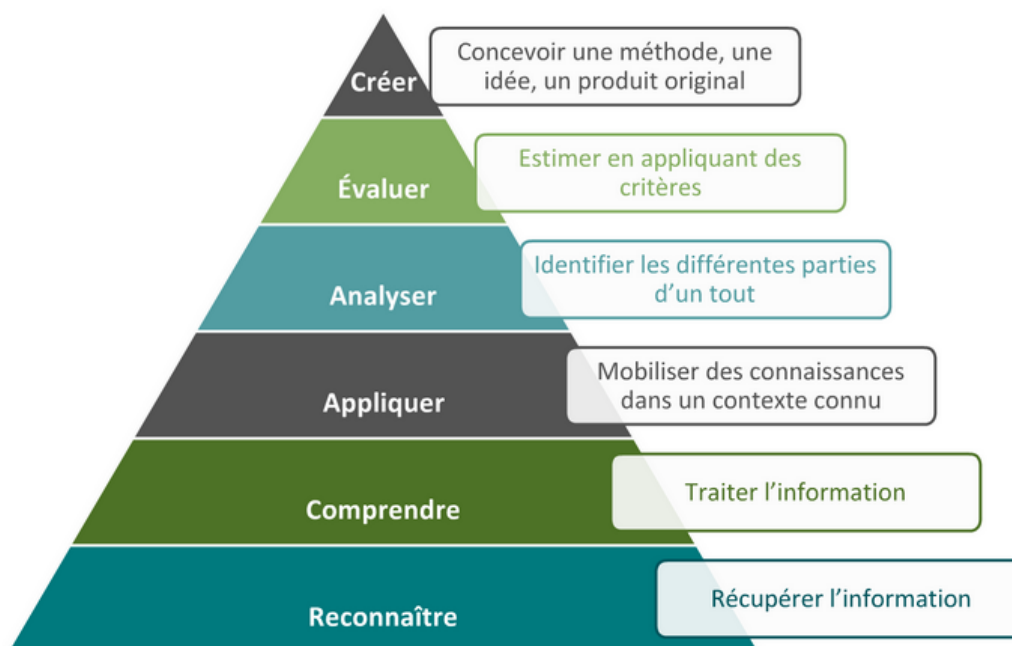 Créer
Concevoir une méthode, une
idée, un produit original
Évaluer
Estimer en appliquant des
critères
Analyser
Identifier les différentes parties
d’un tout
Appliquer
Mobiliser des connaissances
dans un contexte connu
Comprendre
Traiter l’information
Reconnaître
Récupérer l’information